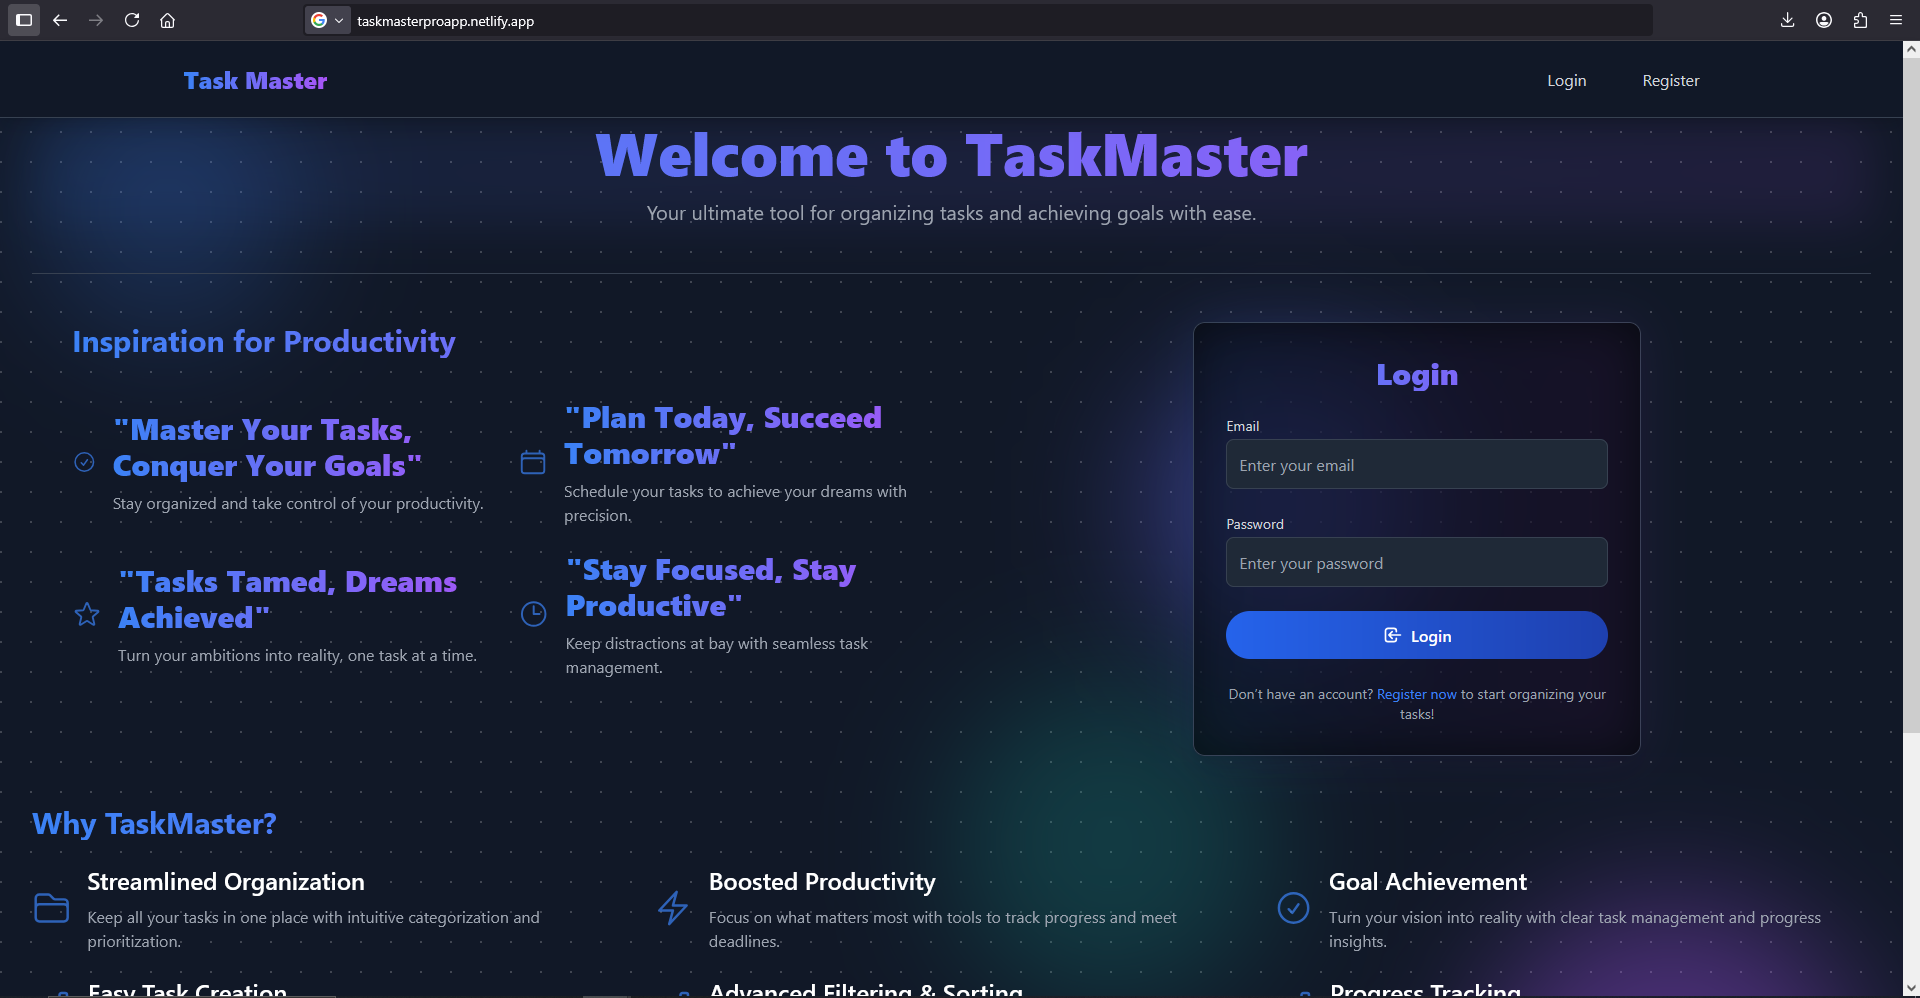 taskmasterproapp.netlify.app
Task Master
Login
Register
Welcome to TaskMaster
Your ultimate tool for organizing tasks and achieving goals with ease.
Inspiration for Productivity
"Master Your Tasks,
Conquer Your Goals"
Stay organized and take control of your productivity.
"Plan Today, Succeed
Tomorrow"
Schedule your tasks to achieve your dreams with
precision.
"Tasks Tamed, Dreams
Achieved"
Turn your ambitions into reality, one task at a time.
"Stay Focused, Stay
Productive"
Keep distractions at bay with seamless task
management.
Login
Email
Enter your email
Password
Enter your password
Login
Don't have an account? Register now to start organizing your
tasks!
Why TaskMaster?
Streamlined Organization
Keep all your tasks in one place with intuitive categorization and
prioritization.
Boosted Productivity
Focus on what matters most with tools to track progress and meet
deadlines.
Goal Achievement
Turn your vision into reality with clear task management and progress
insights.
Easy Task Creation
Advanced Filtering & Sorting
Progress Tracking